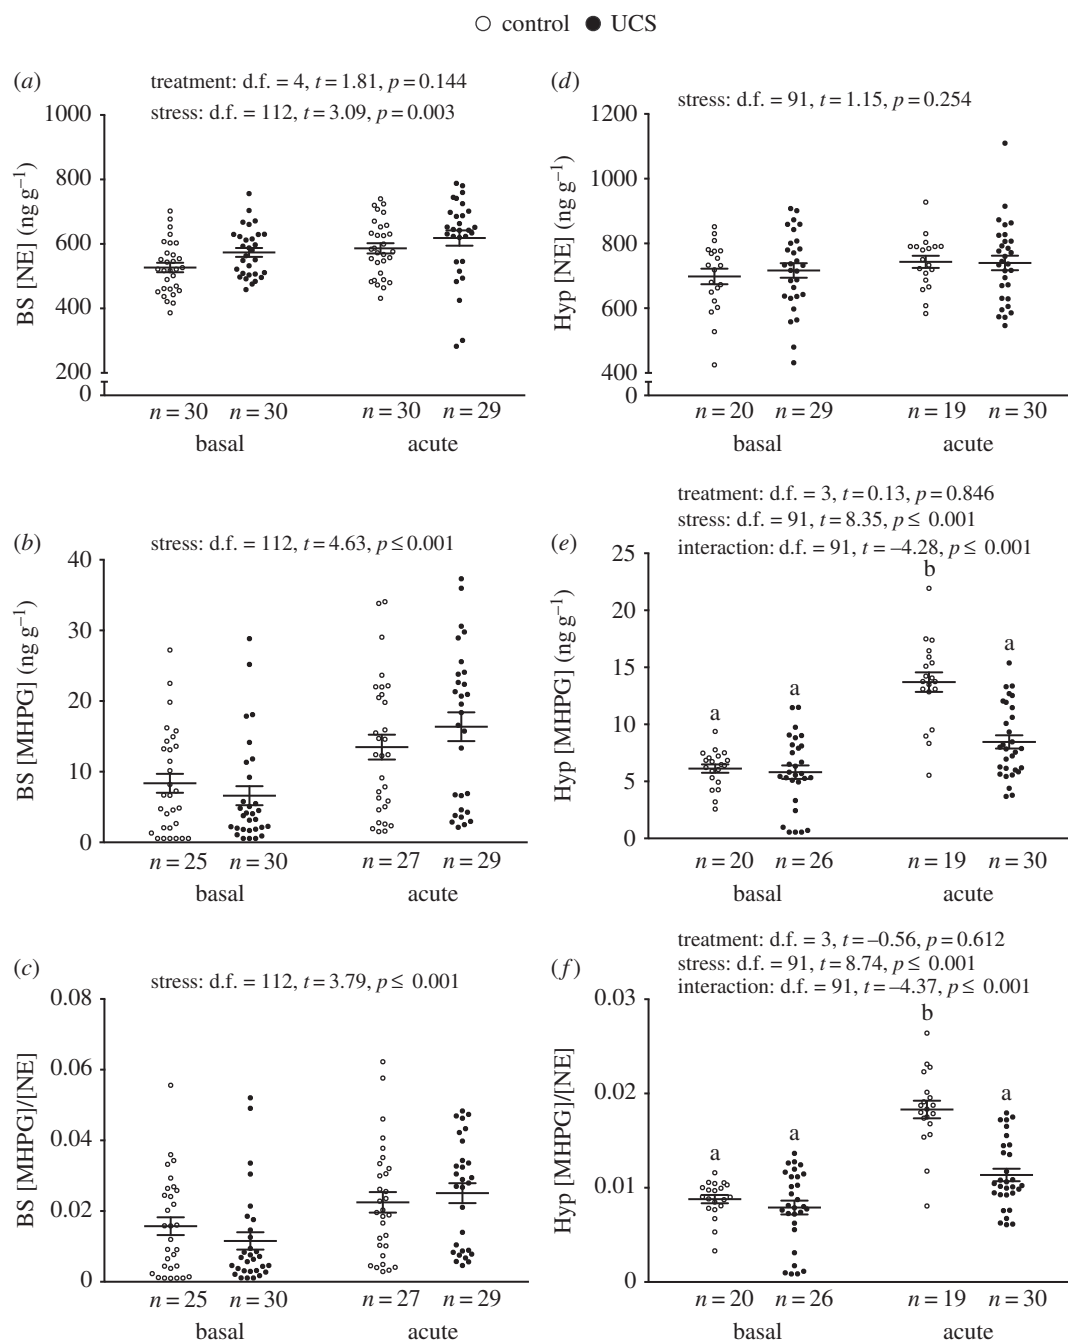 control UCS
(a)
treatment: d.f. = 4, t = 1.81, p = 0.144
stress: d.f. = 112, t = 3.09, p = 0.003
BS [NE] (ng g⁻¹)
1000
800
600
400
200
0
n = 30 n = 30 n = 30 n = 29
basal acute
(d)
stress: d.f. = 91, t = 1.15, p = 0.254
Hyp [NE] (ng g⁻¹)
1200
1000
800
600
400
0
n = 20 n = 29 n = 19 n = 30
basal acute
(b)
stress: d.f. = 112, t = 4.63, p ≤ 0.001
BS [MHPG] (ng g⁻¹)
40
30
20
10
0
n = 25 n = 30 n = 27 n = 29
basal acute
(e)
treatment: d.f. = 3, t = 0.13, p = 0.846
stress: d.f. = 91, t = 8.35, p ≤ 0.001
interaction: d.f. = 91, t = –4.28, p ≤ 0.001
Hyp [MHPG] (ng g⁻¹)
25
20
15
10
5
0
a a b a
n = 20 n = 26 n = 19 n = 30
basal acute
(c)
stress: d.f. = 112, t = 3.79, p ≤ 0.001
BS [MHPG]/[NE]
0.08
0.06
0.04
0.02
0
n = 25 n = 30 n = 27 n = 29
basal acute
(f)
treatment: d.f. = 3, t = –0.56, p = 0.612
stress: d.f. = 91, t = 8.74, p ≤ 0.001
interaction: d.f. = 91, t = –4.37, p ≤ 0.001
Hyp [MHPG]/[NE]
0.03
0.02
0.01
0
a a b a
n = 20 n = 26 n = 19 n = 30
basal acute